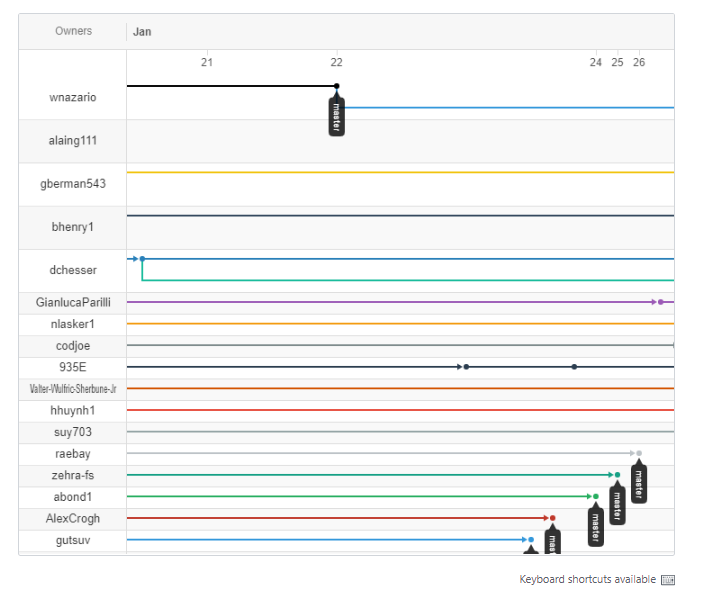 Owners Jan
21 22 24 25 26
wnazario
master
alaing111
gberman543
bhenry1
dchesser
GianlucaParilli
nlasker1
codjoe
935E
Valter-Wulfric-Sherbune-Jr
hhuynh1
suy703
raebay
master
zehra-fs
master
abond1
master
AlexCrogh
mast
gutsuv
Keyboard shortcuts available